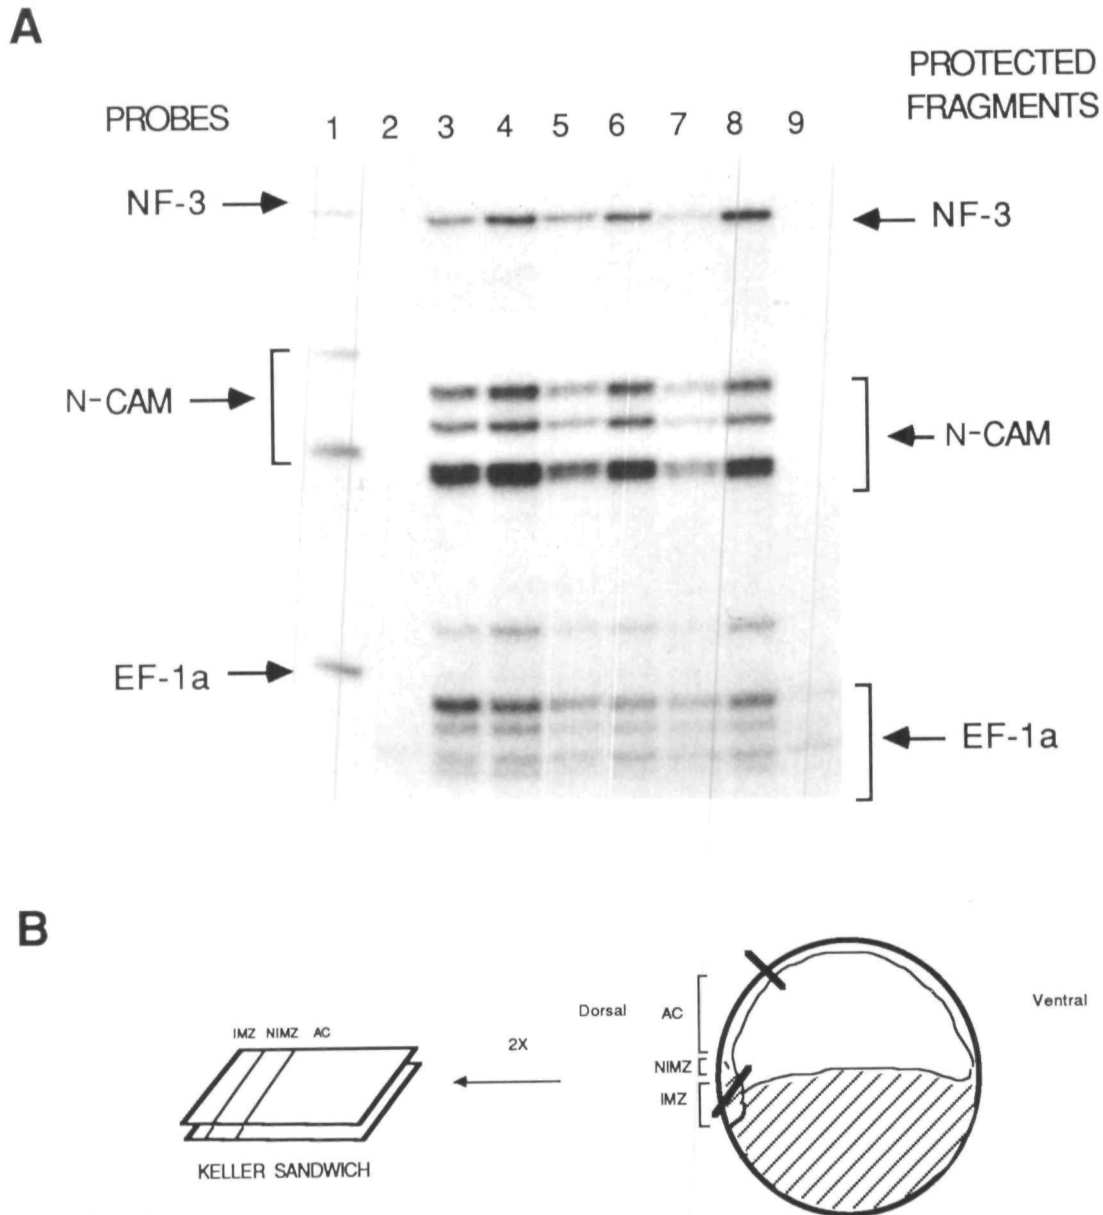 A
PROTECTED
FRAGMENTS
PROBES
1 2 3 4 5 6 7 8 9
NF-3
NF-3
N-CAM
N-CAM
EF-1a
EF-1a
B
IMZ NIMZ AC
KELLER SANDWICH
2X
Dorsal
AC
NIMZ
IMZ
Ventral